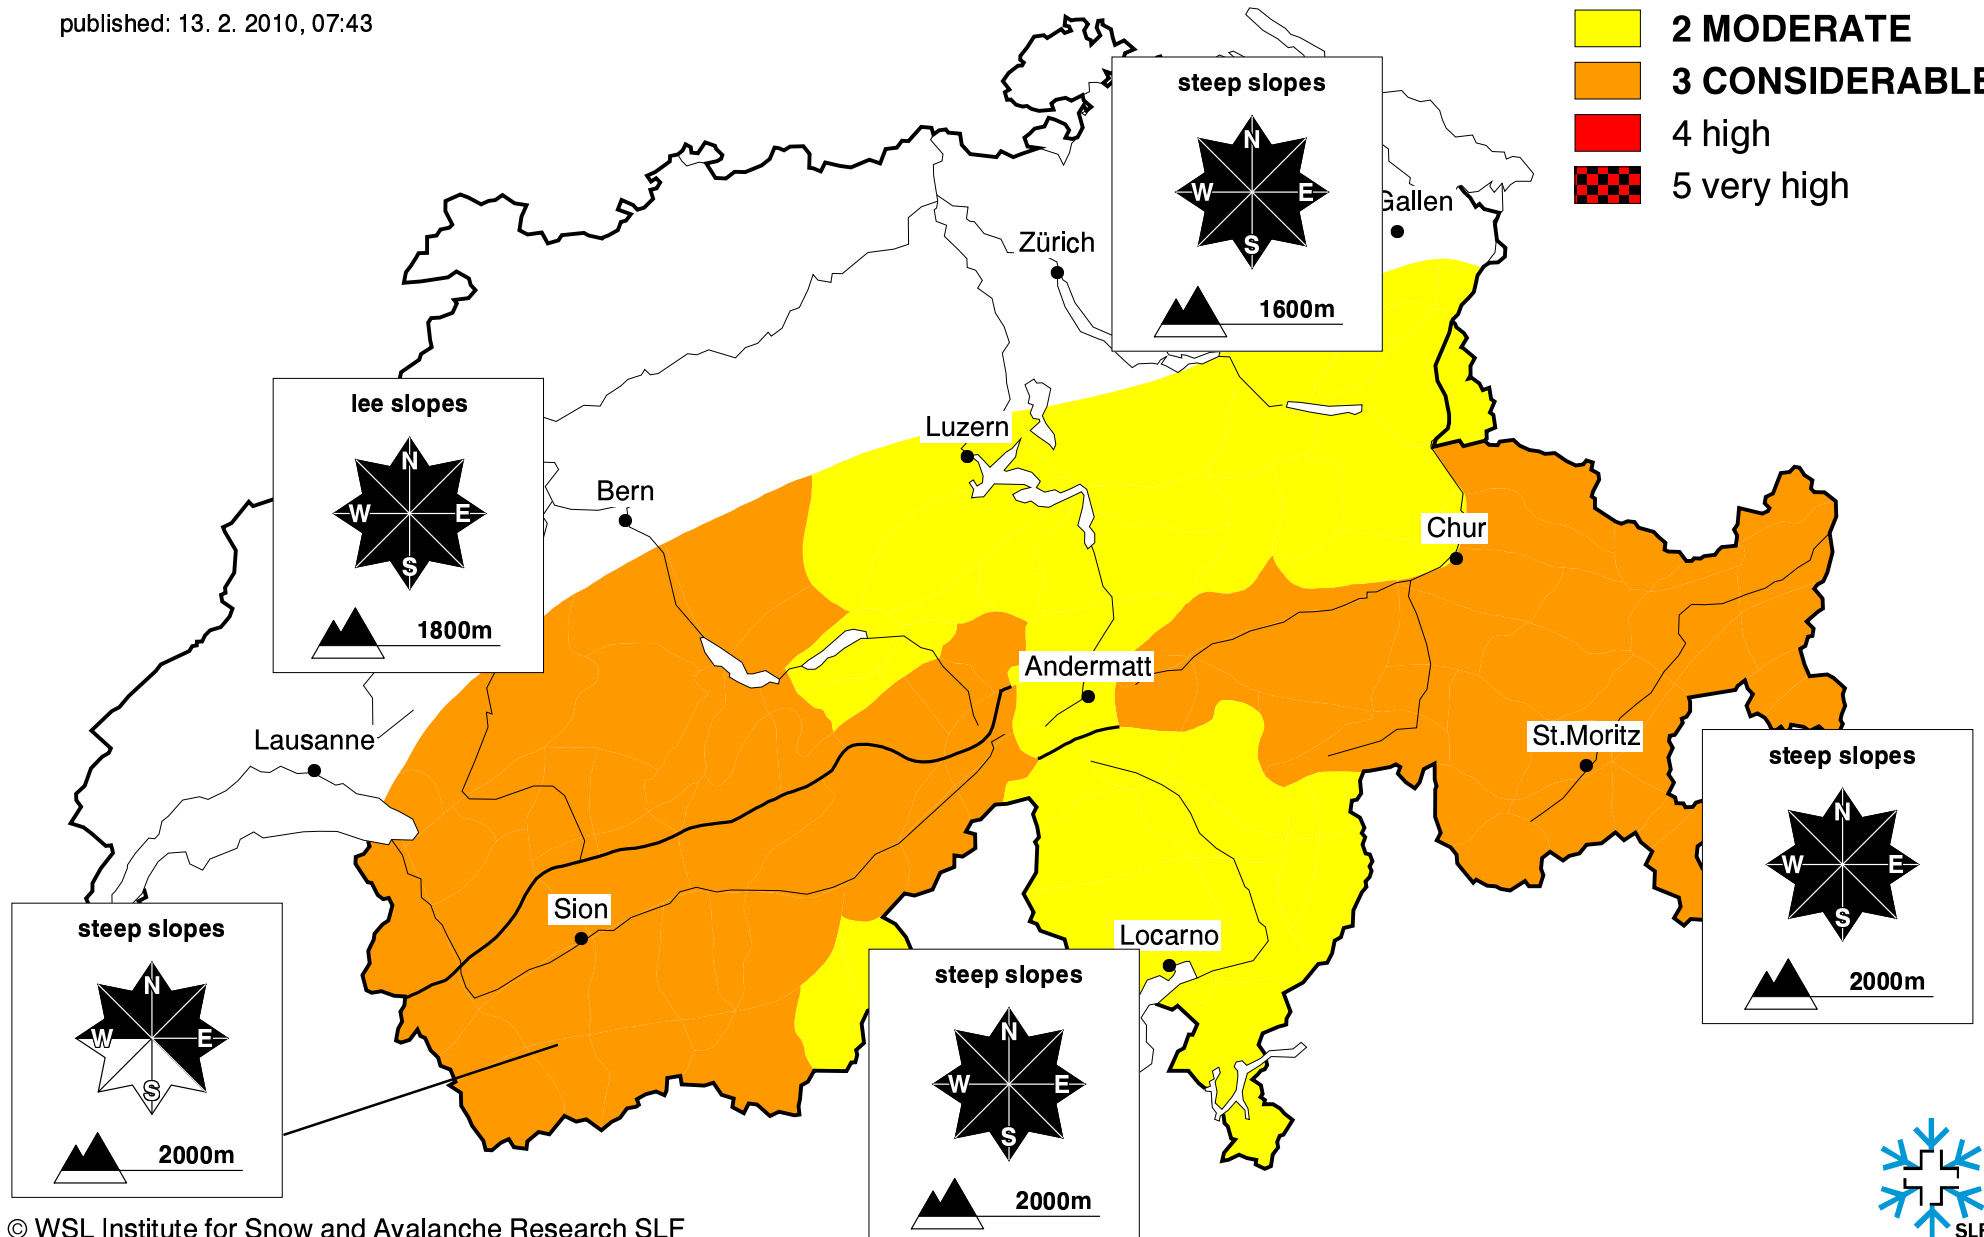 published: 13. 2. 2010, 07:43
2 MODERATE
3 CONSIDERABLE
4 high
5 very high
steep slopes
N
W E
S
1600m
Gallen
Zürich
lee slopes
N
W E
S
1800m
Luzern
Bern
Chur
Andermatt
St.Moritz
Lausanne
steep slopes
N
W E
S
2000m
Sion
Locarno
steep slopes
N
W E
S
2000m
steep slopes
N
W E
S
2000m
© WSL Institute for Snow and Avalanche Research SLF
SLF